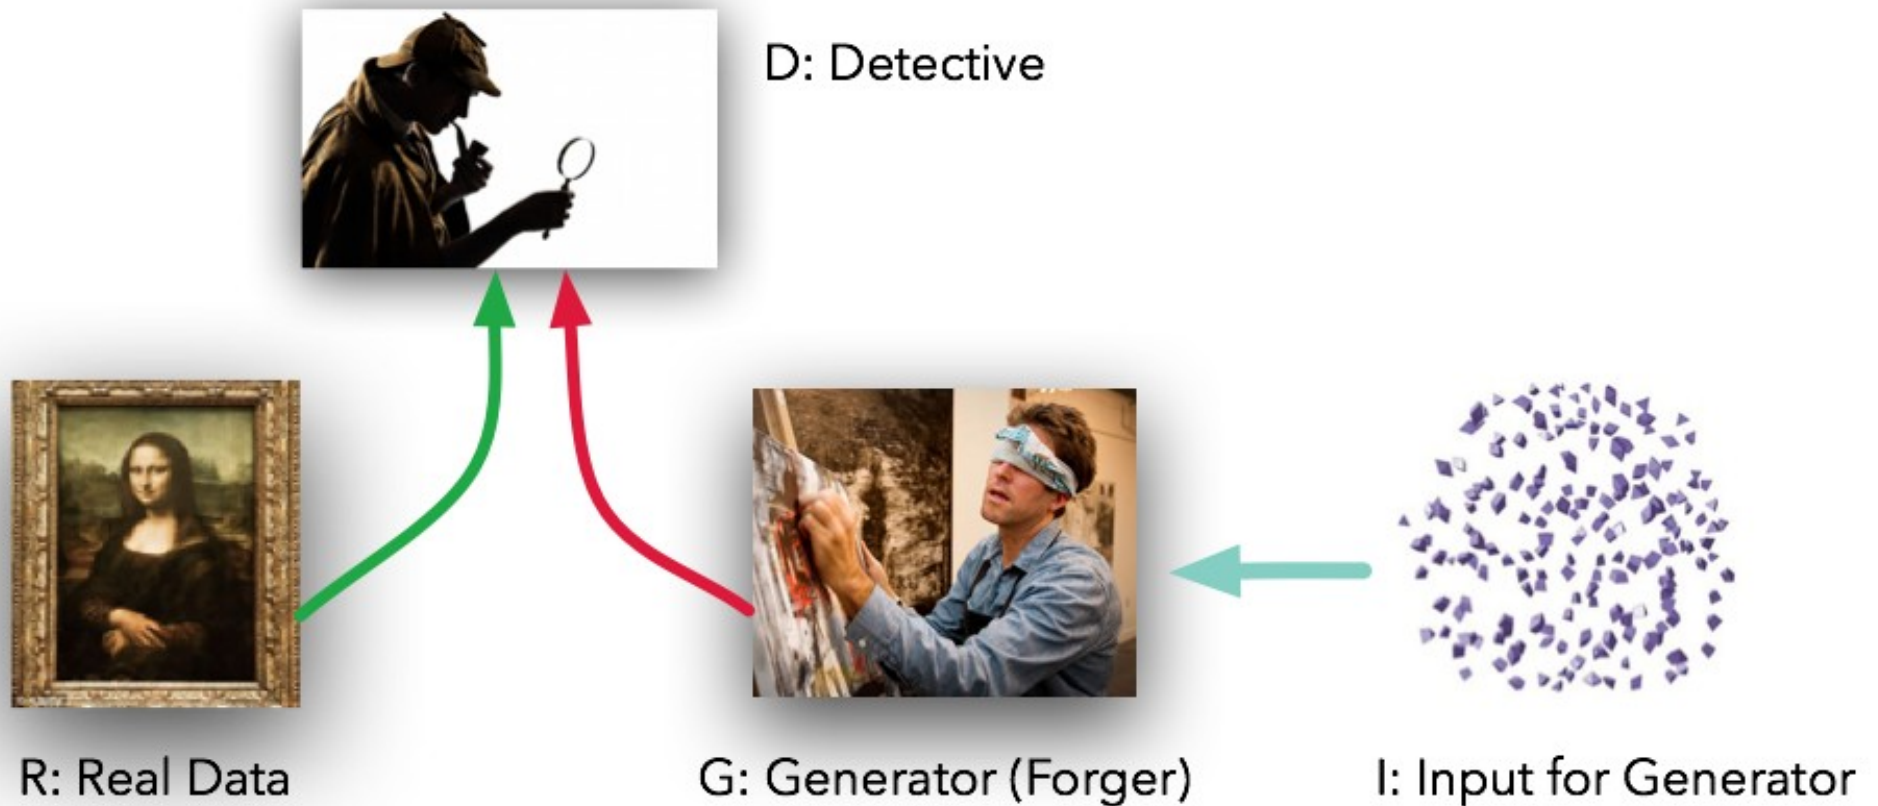 D: Detective
R: Real Data
G: Generator (Forger)
I: Input for Generator